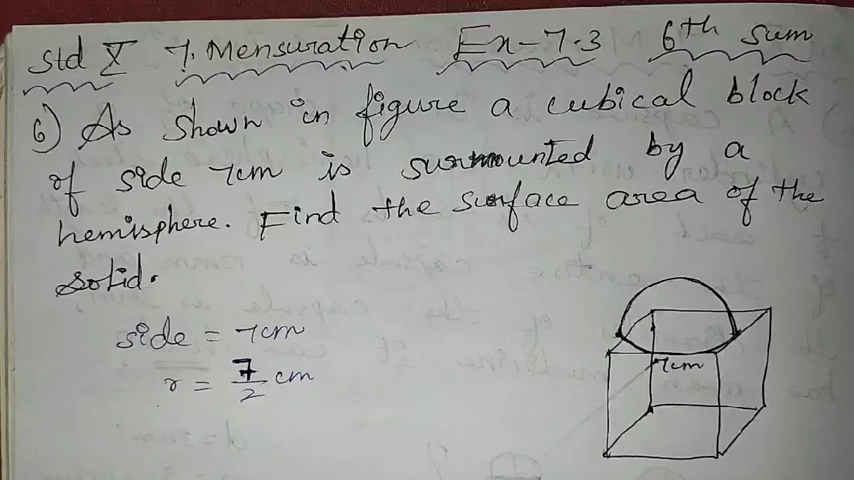 Std X 7. Mensuration Ex-7.3 6th sum
6) As shown in figure a cubical block
of side 7cm is surmounted by a
hemisphere. Find the surface area of the
solid.
side = 7cm
r = 7/2 cm
7cm